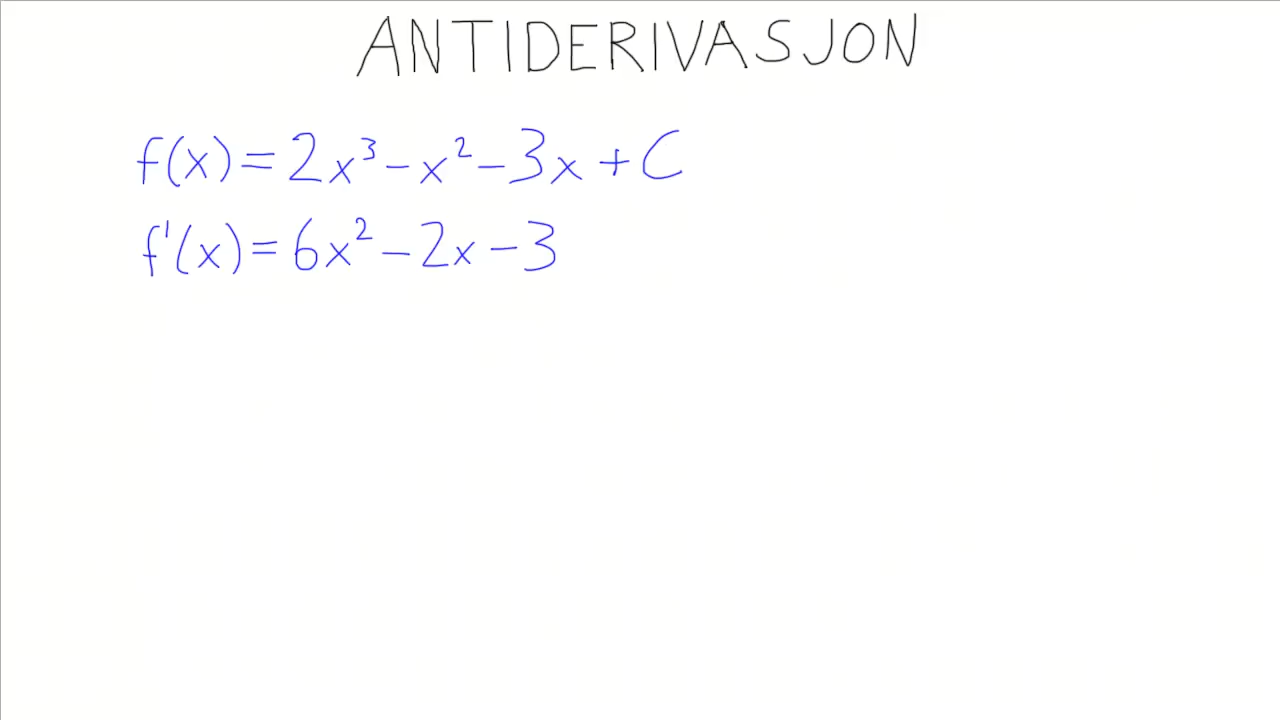 ANTIDERIVASJON
f(x) = 2x³ - x² - 3x + C
f'(x) = 6x² - 2x - 3